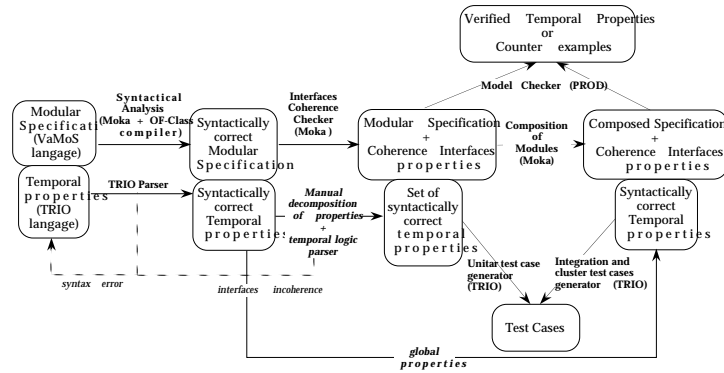 Verified Temporal Properties
or
Counter examples
Model Checker (PROD)
Syntactical
Analysis
(Moka + OF-Class
compiler)
Interfaces
Coherence
Checker
(Moka )
Modular
Specificati
(VaMoS
langage)
Syntactically
correct
Modular
Specification
Modular Specification
+
Coherence Interfaces
properties
Composition
of
Modules
(Moka)
Composed Specification
+
Coherence Interfaces
properties
Temporal
properties
(TRIO
langage)
TRIO Parser
Syntactically
correct
Temporal
properties
Manual
decomposition
of properties
+
temporal logic
parser
Set of
syntactically
correct
temporal
properties
Syntactically
correct
Temporal
properties
Unitar test case
generator
(TRIO)
Integration and
cluster test cases
generator (TRIO)
syntax error
interfaces incoherence
Test Cases
global
properties